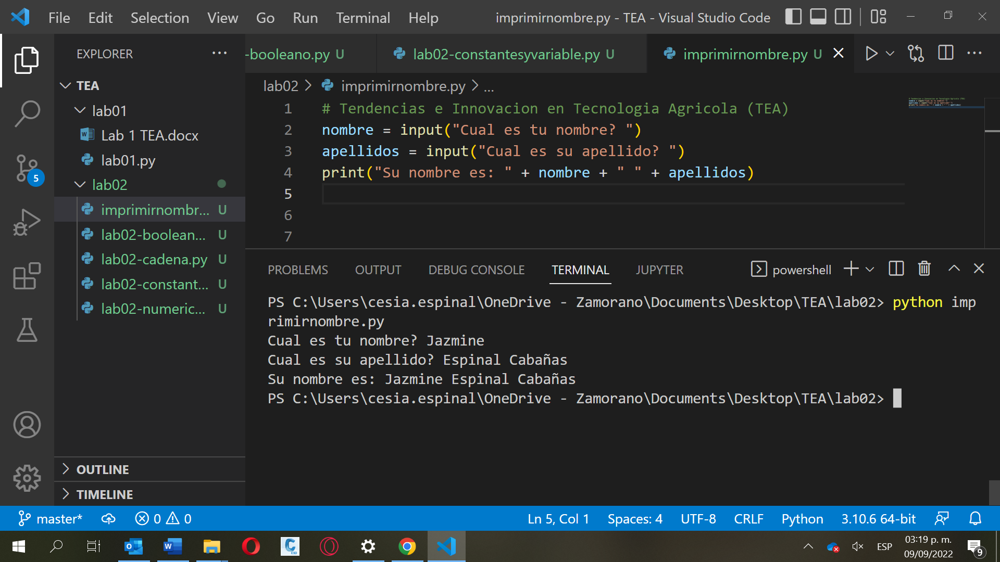 File Edit Selection View Go Run Terminal Help
imprimirnombre.py - TEA - Visual Studio Code
EXPLORER
-booleano.py U
lab02-constantesyvariable.py U
imprimirnombre.py U
TEA
lab01
Lab 1 TEA.docx
lab01.py
lab02
imprimirnombr... U
lab02-boolean... U
lab02-cadena.py U
lab02-constant... U
lab02-numeric... U
OUTLINE
TIMELINE
5
lab02 > imprimirnombre.py > ...
1 # Tendencias e Innovacion en Tecnologia Agricola (TEA)
2 nombre = input("Cual es tu nombre? ")
3 apellidos = input("Cual es su apellido? ")
4 print("Su nombre es: " + nombre + " " + apellidos)
5
6
7
PROBLEMS OUTPUT DEBUG CONSOLE TERMINAL JUPYTER
powershell
PS C:\Users\cesia.espinal\OneDrive - Zamorano\Documents\Desktop\TEA\lab02> python imp
rimirnombre.py
Cual es tu nombre? Jazmine
Cual es su apellido? Espinal Cabañas
Su nombre es: Jazmine Espinal Cabañas
PS C:\Users\cesia.espinal\OneDrive - Zamorano\Documents\Desktop\TEA\lab02>
master* 0 0 Ln 5, Col 1 Spaces: 4 UTF-8 CRLF Python 3.10.6 64-bit
ESP
03:19 p. m.
09/09/2022
9